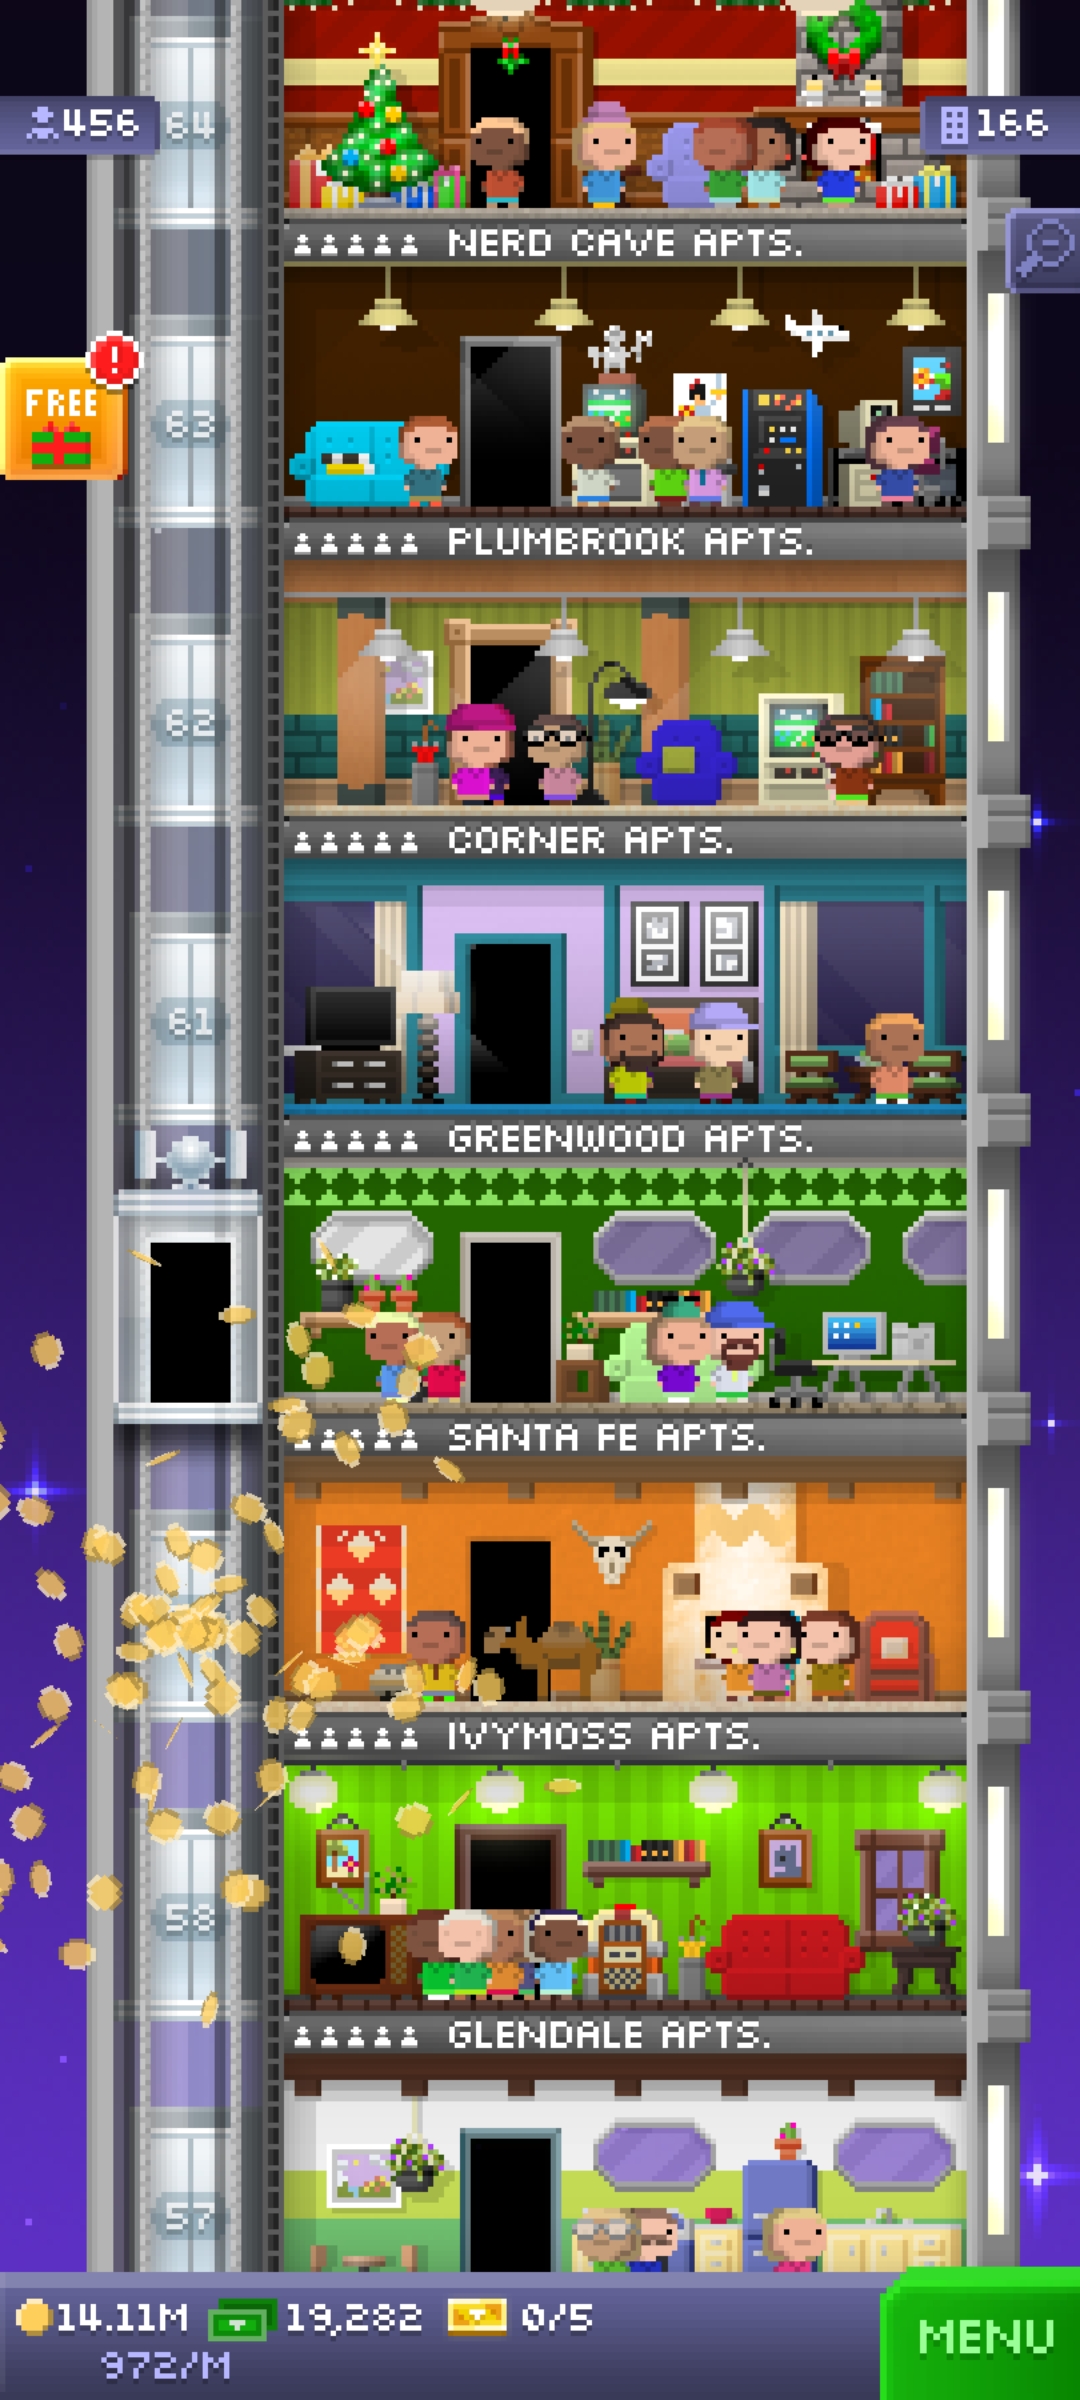 456
64
166
NERD CAVE APTS.
FREE
!
63
PLUMBROOK APTS.
62
CORNER APTS.
61
GREENWOOD APTS.
SANTA FE APTS.
IVYMOSS APTS.
58
GLENDALE APTS.
57
14.11M 19,282 0/5
972/M
MENU